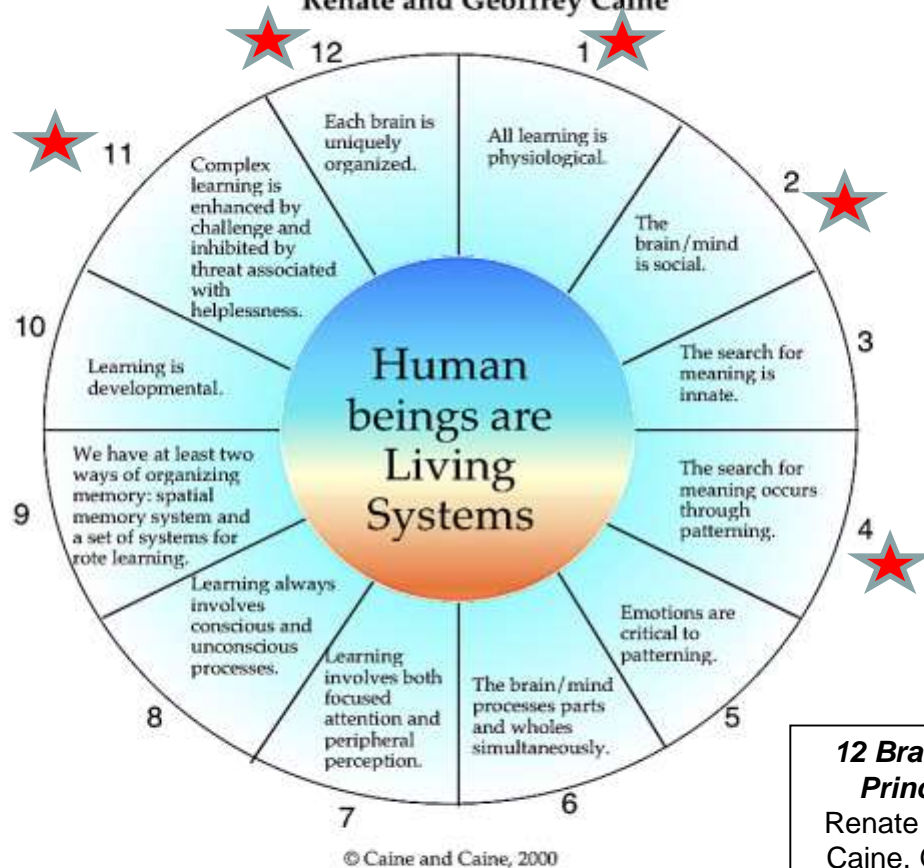 Renate and Geoffrey Caine
12
1
Each brain is
uniquely
organized.
All learning is
physiological.
11
Complex
learning is
enhanced by
challenge and
inhibited by
threat associated
with
helplessness.
2
The
brain/mind
is social.
10
Learning is
developmental.
3
The search for
meaning is
innate.
Human
beings are
Living
Systems
9
We have at least two
ways of organizing
memory: spatial
memory system and
a set of systems for
rote learning.
4
The search for
meaning occurs
through
patterning.
8
Learning always
involves
conscious and
unconscious
processes.
5
Emotions are
critical to
patterning.
7
Learning
involves both
focused
attention and
peripheral
perception.
6
The brain/mind
processes parts
and wholes
simultaneously.
© Caine and Caine, 2000
12
Renate
Caine,